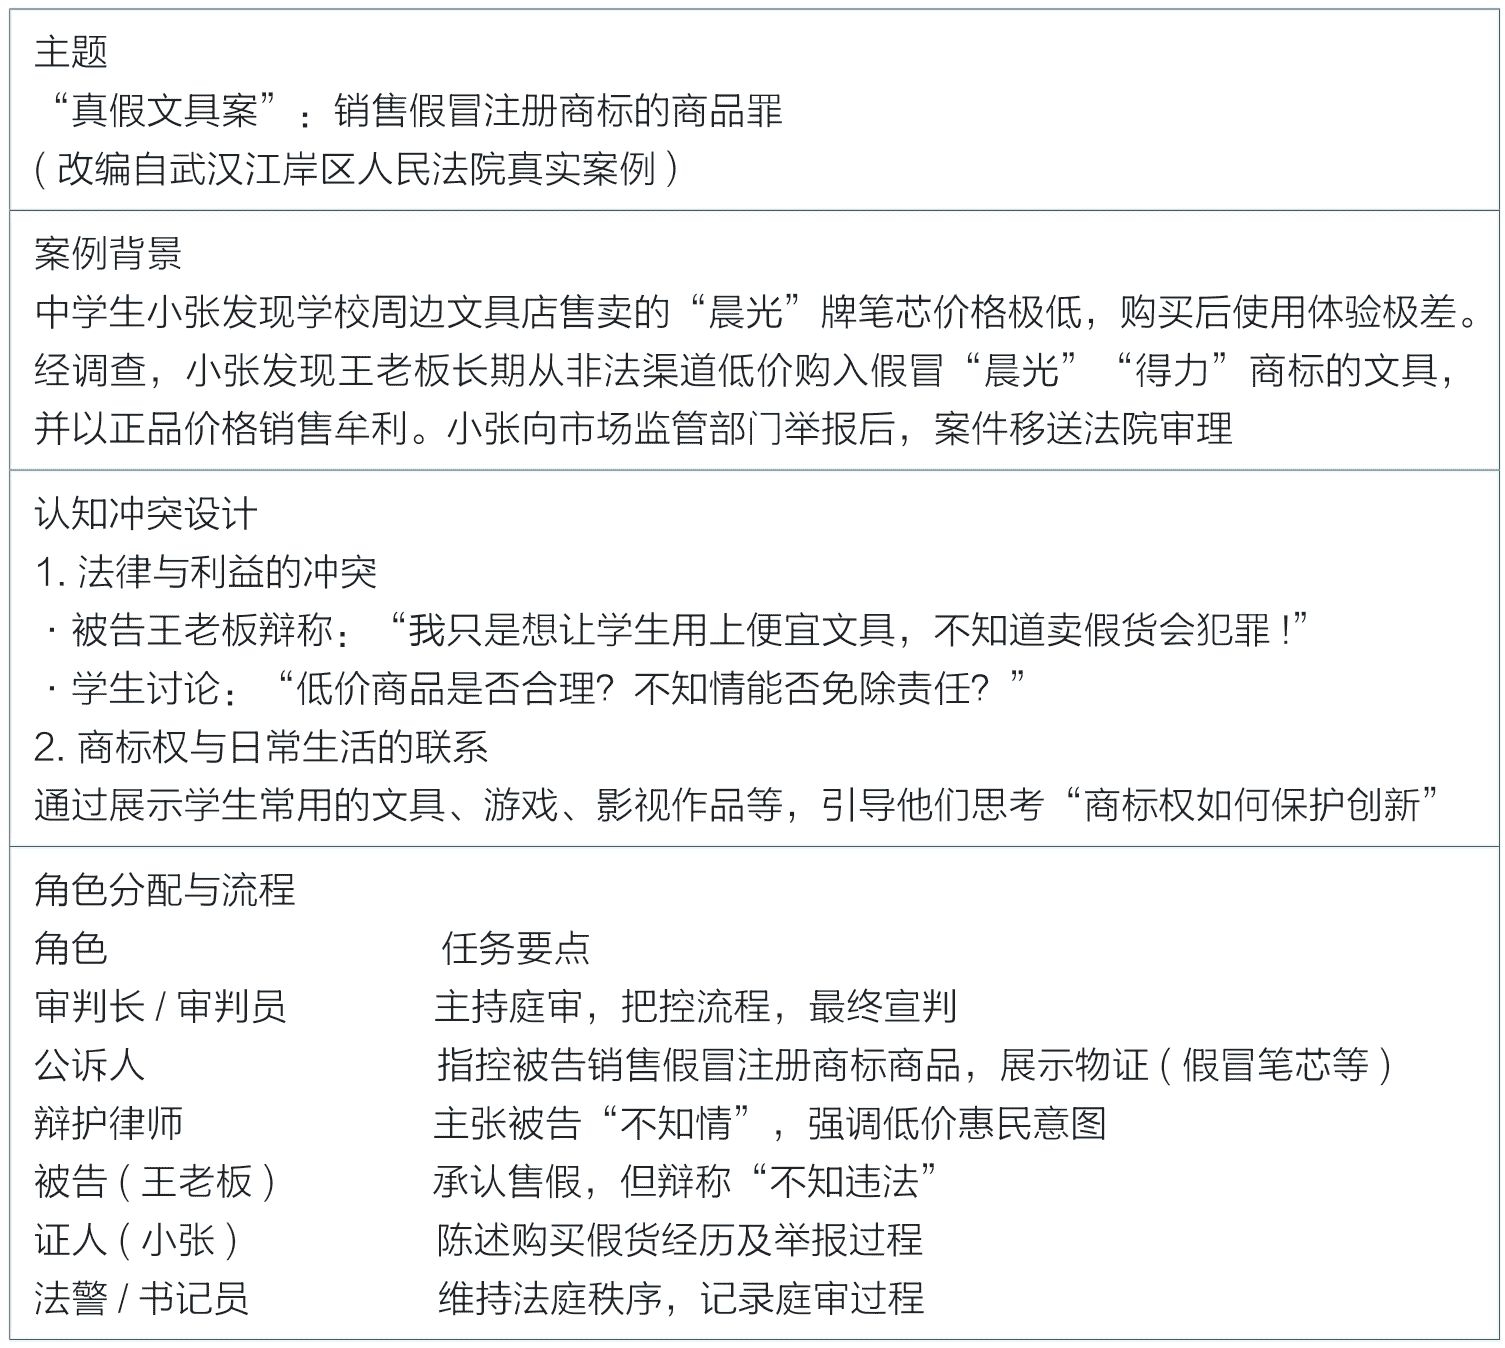 主题
“真假文具案”：销售假冒注册商标的商品罪
(改编自武汉江岸区人民法院真实案例)
案例背景
中学生小张发现学校周边文具店售卖的“晨光”牌笔芯价格极低，购买后使用体验极差。
经调查，小张发现王老板长期从非法渠道低价购入假冒“晨光”“得力”商标的文具，
并以正品价格销售牟利。小张向市场监管部门举报后，案件移送法院审理
认知冲突设计
1. 法律与利益的冲突
·被告王老板辩称：“我只是想让学生用上便宜文具，不知道卖假货会犯罪!”
·学生讨论：“低价商品是否合理？不知情能否免除责任？”
2. 商标权与日常生活的联系
通过展示学生常用的文具、游戏、影视作品等，引导他们思考“商标权如何保护创新”
角色分配与流程
角色 任务要点
审判长 / 审判员 主持庭审，把控流程，最终宣判
公诉人 指控被告销售假冒注册商标商品，展示物证(假冒笔芯等)
辩护律师 主张被告“不知情”，强调低价惠民意图
被告(王老板) 承认售假，但辩称“不知违法”
证人(小张) 陈述购买假货经历及举报过程
法警 / 书记员 维持法庭秩序，记录庭审过程